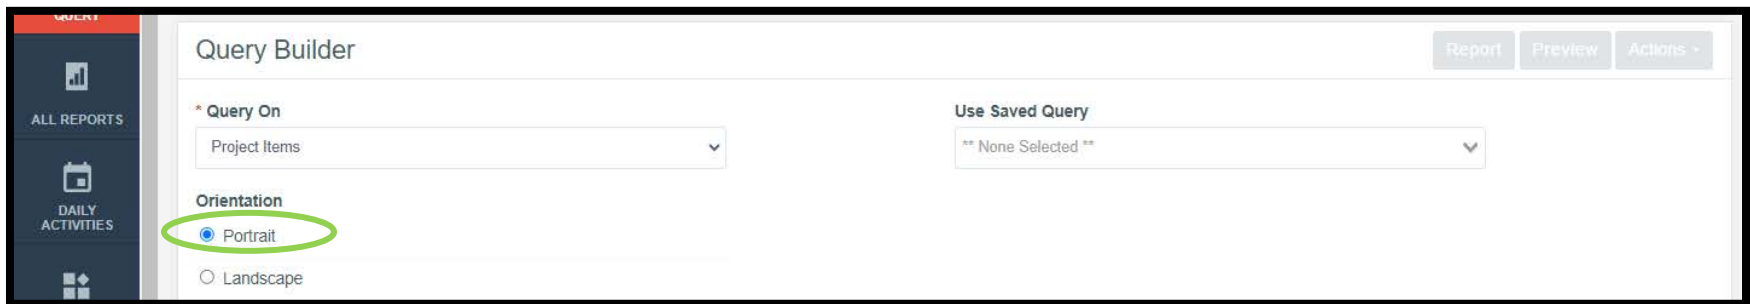 QUERY
ALL REPORTS
DAILY
ACTIVITIES
Query Builder
Report Preview Actions
* Query On
Project Items
Use Saved Query
** None Selected **
Orientation
Portrait
Landscape